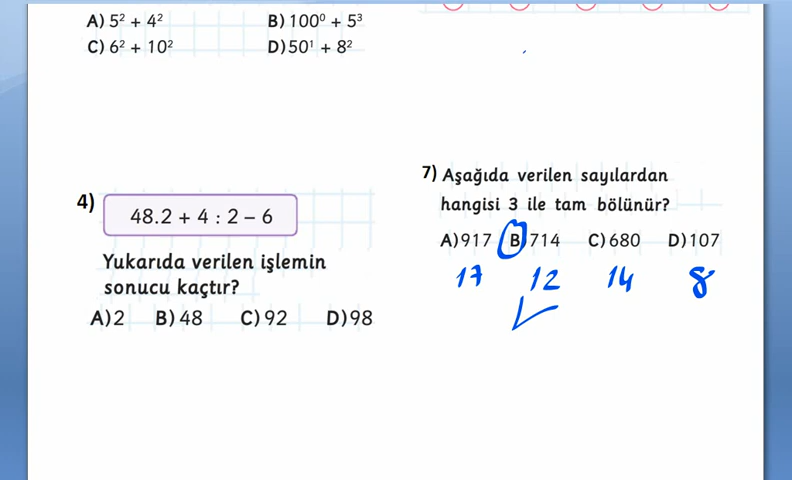 A) 5² + 4² B) 100⁰ + 5³
C) 6² + 10² D) 50¹ + 8²
4) 48.2 + 4 : 2 – 6
Yukarıda verilen işlemin
sonucu kaçtır?
A) 2 B) 48 C) 92 D) 98
7) Aşağıda verilen sayılardan
hangisi 3 ile tam bölünür?
A) 917 B) 714 C) 680 D) 107
17 12 14 8